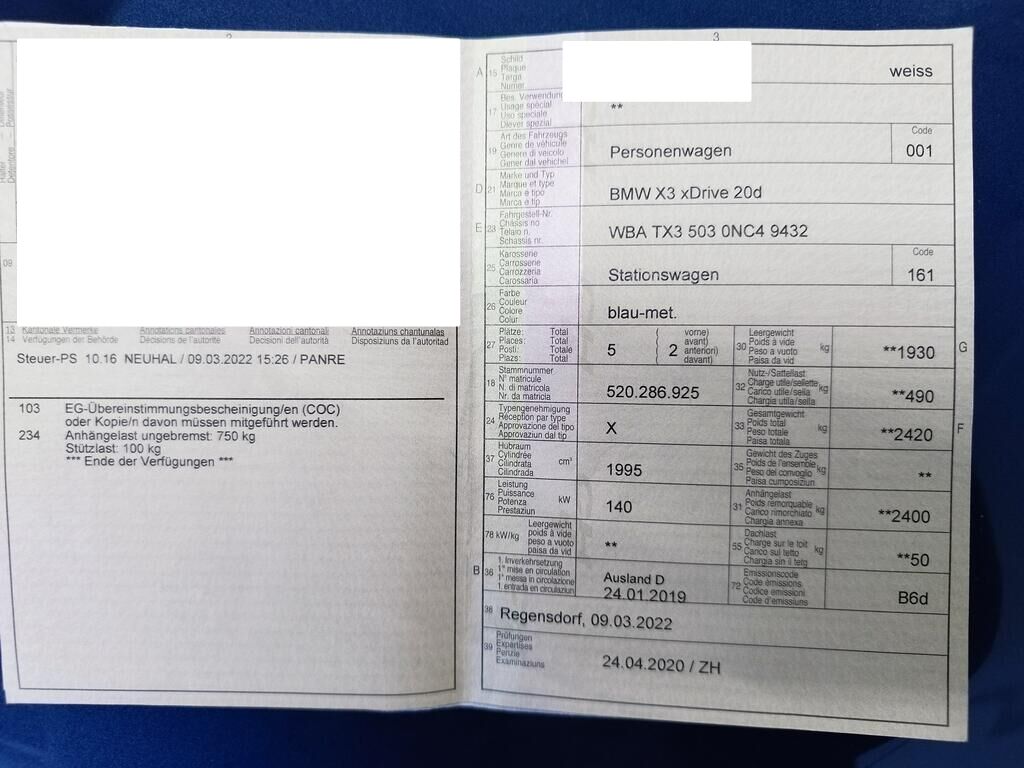 2
Halter – Détenteur
Detentore – Possessur
09
13 Kantonale Vermerke Annotations cantonales Annotazioni cantonali Annotaziuns chantunalas
14 Verfügungen der Behörde Décisions de l'autorité Decisioni dell'autorità Disposiziuns da l'autoritad
Steuer-PS 10.16 NEUHAL / 09.03.2022 15:26 / PANRE
103 EG-Übereinstimmungsbescheinigung/en (COC)
oder Kopie/n davon müssen mitgeführt werden.
234 Anhängelast ungebremst: 750 kg
Stützlast: 100 kg
*** Ende der Verfügungen ***
3
A 15 Schild
Plaque
Targa
Numer
weiss
17 Bes. Verwendung
Usage spécial
Uso speciale
Diever spezial
**
19 Art des Fahrzeugs
Genre de véhicule
Genere di veicolo
Gener dal vehichel
Personenwagen
Code
001
D 21 Marke und Typ
Marque et type
Marca e tipo
Marca e tip
BMW X3 xDrive 20d
E 23 Fahrgestell-Nr.
Châssis no
Telaio n.
Schassis nr.
WBA TX3 503 0NC4 9432
25 Karosserie
Carrosserie
Carrozzeria
Carossaria
Stationswagen
Code
161
26 Farbe
Couleur
Colore
Colur
blau-met.
27 Plätze: Total
Places: Total
Posti: Totale
Plazs: Total
5
( vorne)
( avant)
2 anteriori)
( davant)
30 Leergewicht
Poids à vide
Peso a vuoto
Paisa da vid
kg
**1930
G
18 Stammnummer
N° matricule
N. di matricola
Nr. da matricla
520.286.925
32 Nutz-/Sattellast
Charge utile/sellette
Carico utile/sella
Chargia utila/sella
kg
**490
24 Typengenehmigung
Réception par type
Approvazione del tipo
Approvaziun dal tip
X
33 Gesamtgewicht
Poids total
Peso totale
Paisa totala
kg
**2420
F
37 Hubraum
Cylindrée
Cilindrata
Cilindrada
cm³
1995
35 Gewicht des Zuges
Poids de l'ensemble
Peso del convoglio
Paisa cumposiziun
kg
**
76 Leistung
Puissance
Potenza
Prestaziun
kW
140
31 Anhängelast
Poids remorquable
Carico rimorchiato
Chargia annexa
kg
**2400
78 kW/kg Leergewicht
poids à vide
peso a vuoto
paisa da vid
**
55 Dachlast
Charge sur le toit
Carico sul tetto
Chargia sin il tetg
kg
**50
B 36 1. Inverkehrsetzung
1re mise en circulation
1a messa in circolazione
1. entrada en circulaziun
Ausland D
24.01.2019
72 Emissionscode
Code émissions
Codice emissioni
Code d'emissiuns
B6d
38 Regensdorf, 09.03.2022
39 Prüfungen
Expertises
Perizie
Examinaziuns
24.04.2020 / ZH